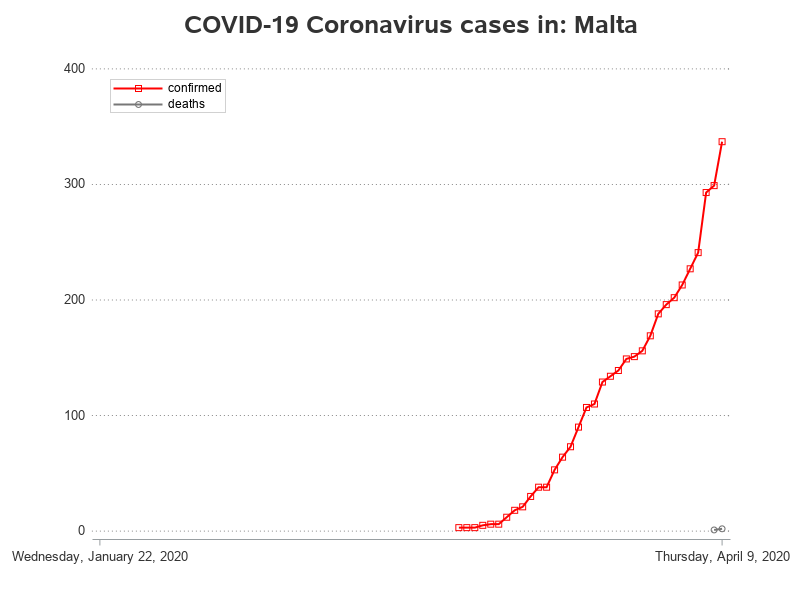 COVID-19 Coronavirus cases in: Malta
400
confirmed
deaths
300
200
100
0
Wednesday, January 22, 2020
Thursday, April 9, 2020